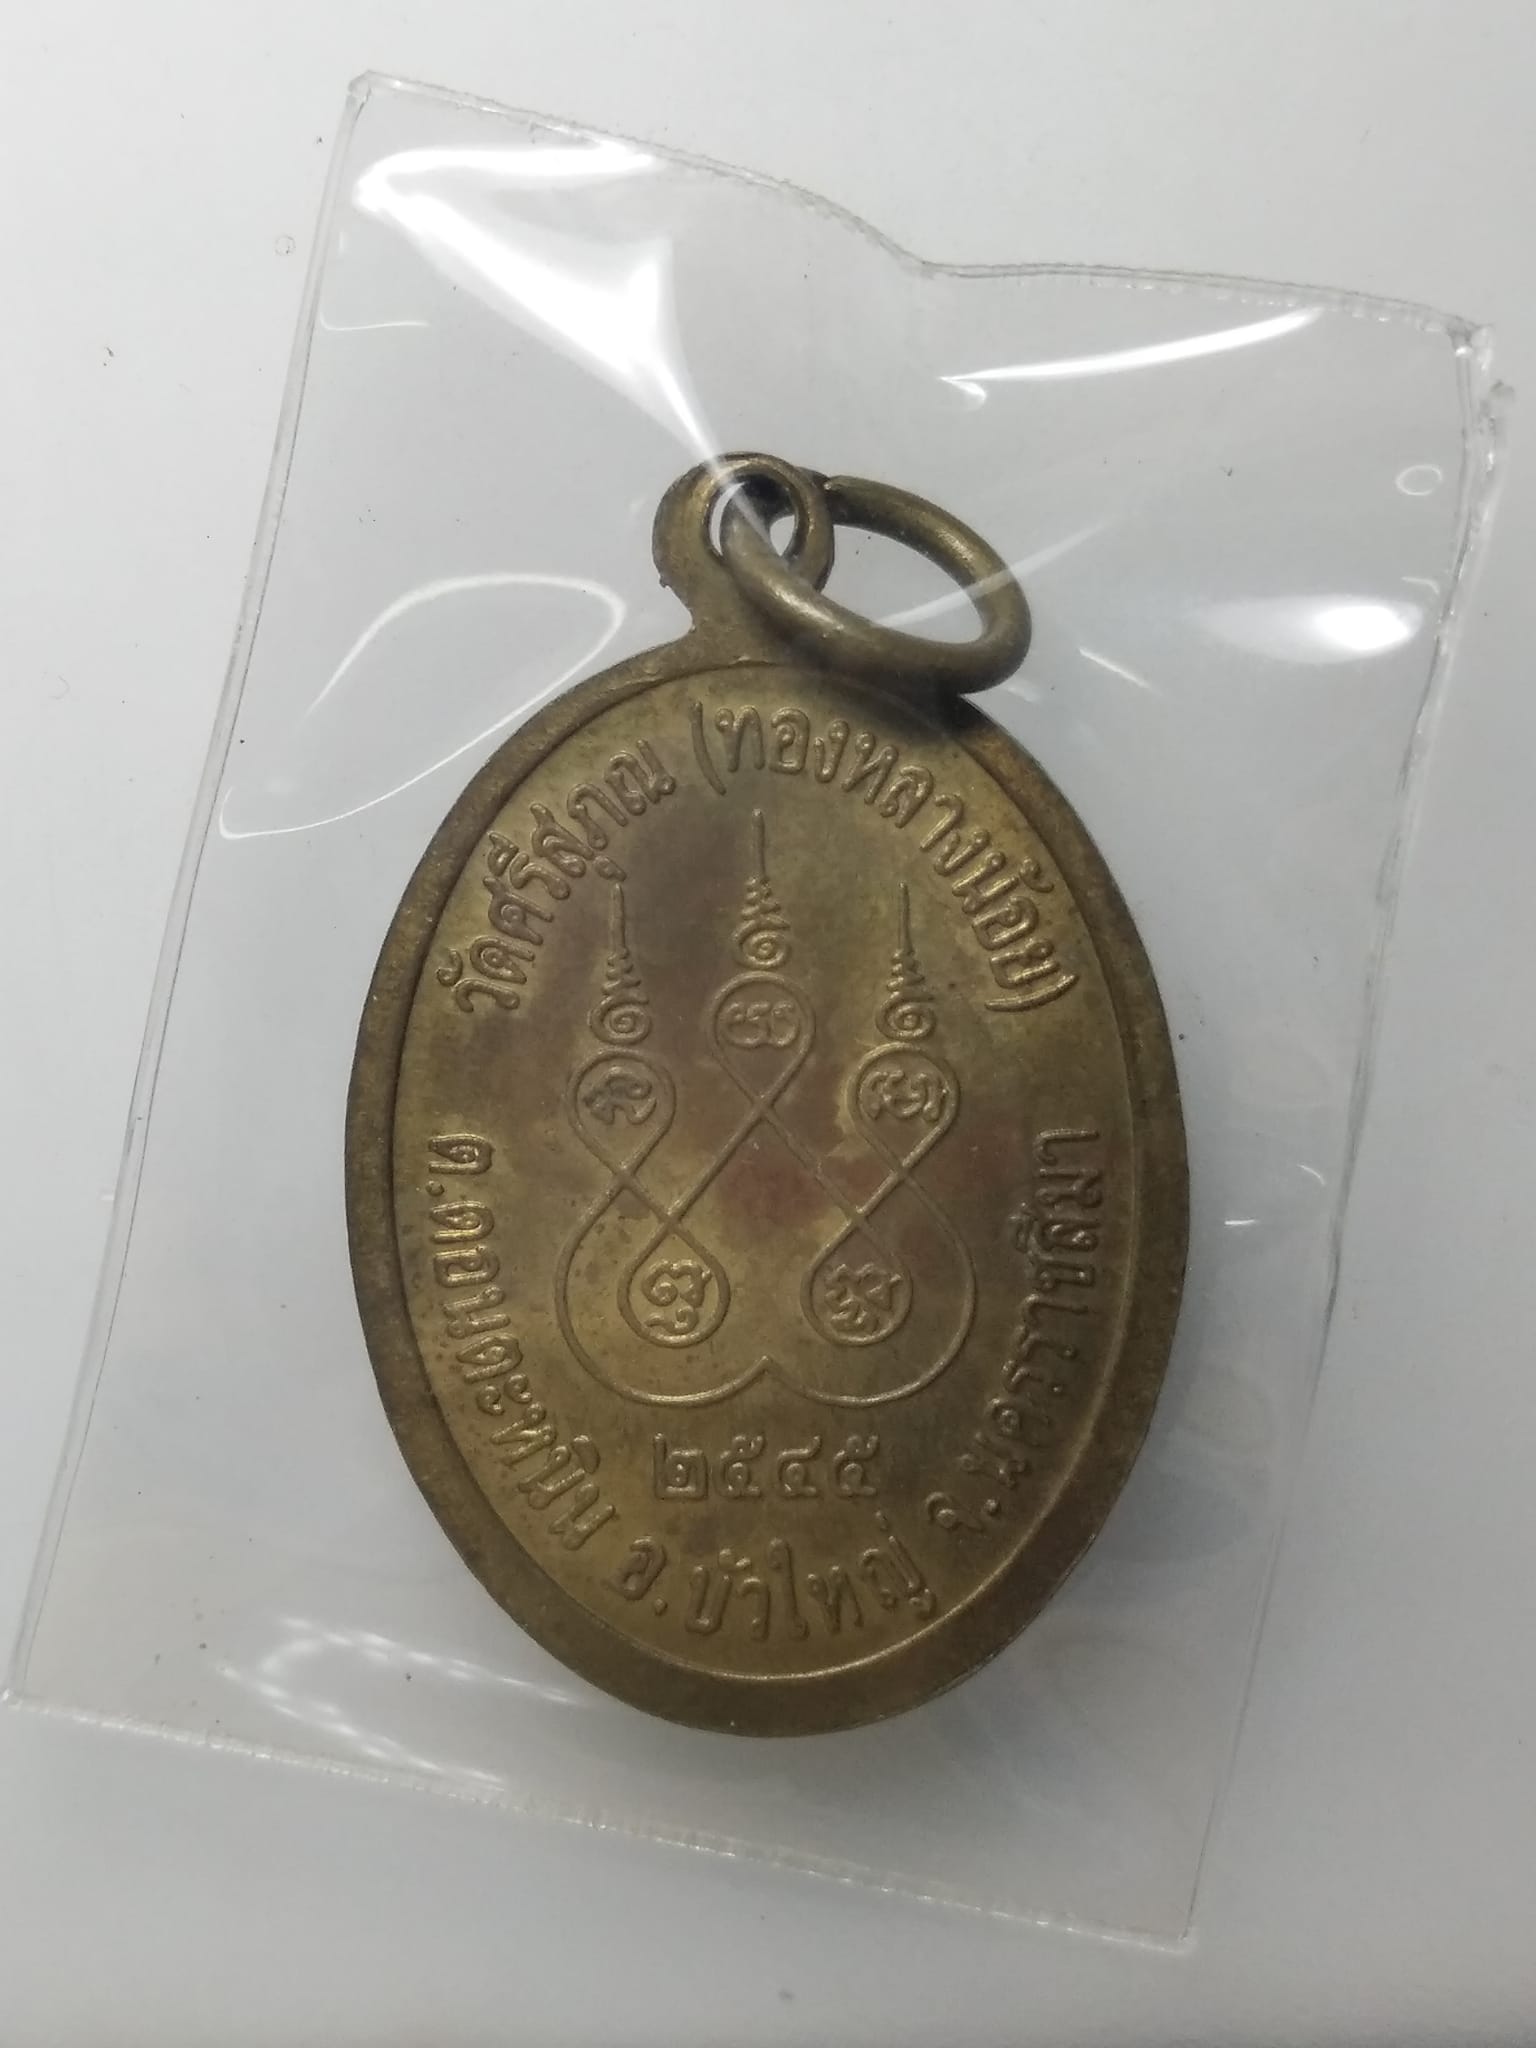 วัดศรีสุภณ (ทองหลางน้อย)
๒๕๔๕
ต.ดอนตะหนิน อ.บัวใหญ่ จ.นครราชสีมา